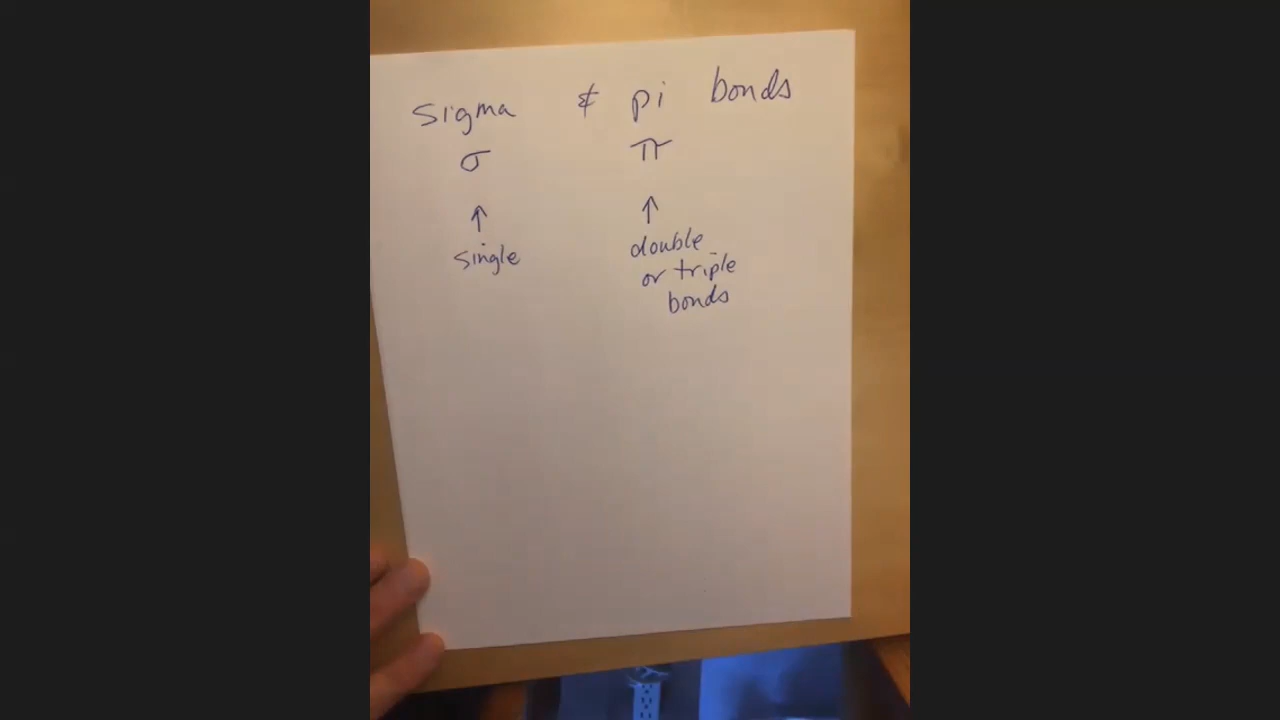 sigma & pi bonds
σ π
↑ ↑
single double
or triple
bonds